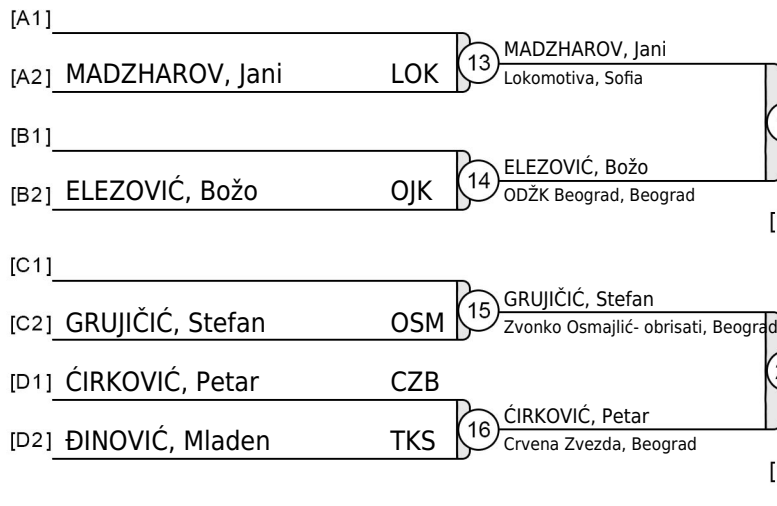 [A1]
[A2] MADZHAROV, Jani LOK
13
MADZHAROV, Jani
Lokomotiva, Sofia
[B1]
[B2] ELEZOVIĆ, Božo OJK
14
ELEZOVIĆ, Božo
ODŽK Beograd, Beograd
[C1]
[C2] GRUJIČIĆ, Stefan OSM
15
GRUJIČIĆ, Stefan
Zvonko Osmajlić- obrisati, Beograd
[D1] ĆIRKOVIĆ, Petar CZB
[D2] ĐINOVIĆ, Mladen TKS
16
ĆIRKOVIĆ, Petar
Crvena Zvezda, Beograd
[
[